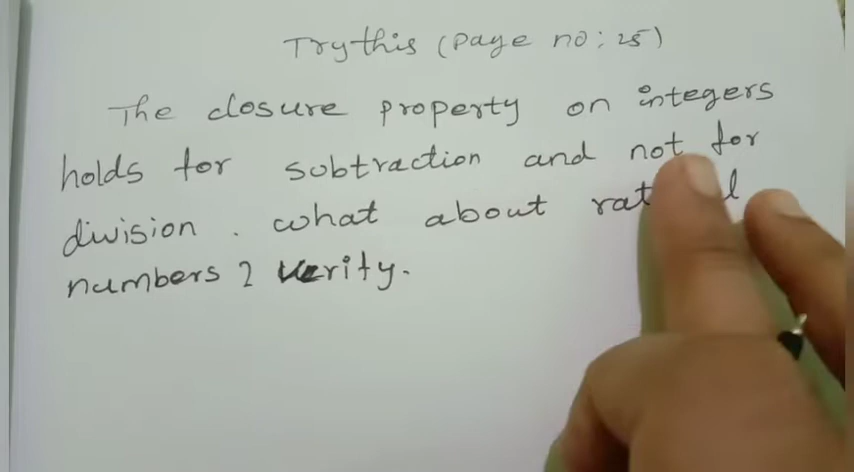 Try this (Page no: 25)
The closure property on integers
holds for subtraction and not for
division. what about
numbers ? Verify.